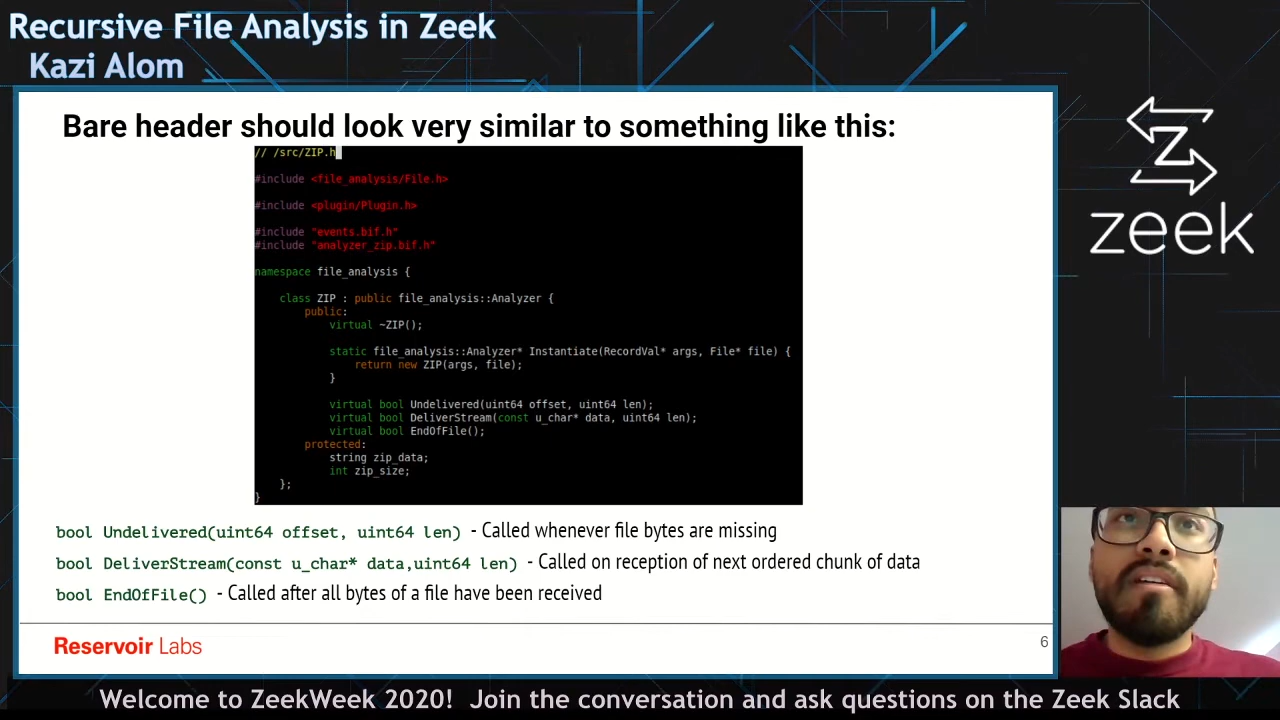 Recursive File Analysis in Zeek
Kazi Alom
Bare header should look very similar to something like this:
// /src/ZIP.h
#include <file_analysis/File.h>
#include <plugin/Plugin.h>
#include "events.bif.h"
#include "analyzer_zip.bif.h"
namespace file_analysis {
class ZIP : public file_analysis::Analyzer {
public:
virtual ~ZIP();
static file_analysis::Analyzer* Instantiate(RecordVal* args, File* file) {
return new ZIP(args, file);
}
virtual bool Undelivered(uint64 offset, uint64 len);
virtual bool DeliverStream(const u_char* data, uint64 len);
virtual bool EndOfFile();
protected:
string zip_data;
int zip_size;
};
}
bool Undelivered(uint64 offset, uint64 len) - Called whenever file bytes are missing
bool DeliverStream(const u_char* data,uint64 len) - Called on reception of next ordered chunk of data
bool EndOfFile() - Called after all bytes of a file have been received
Reservoir Labs
6
Z
zeek
Welcome to ZeekWeek 2020! Join the conversation and ask questions on the Zeek Slack